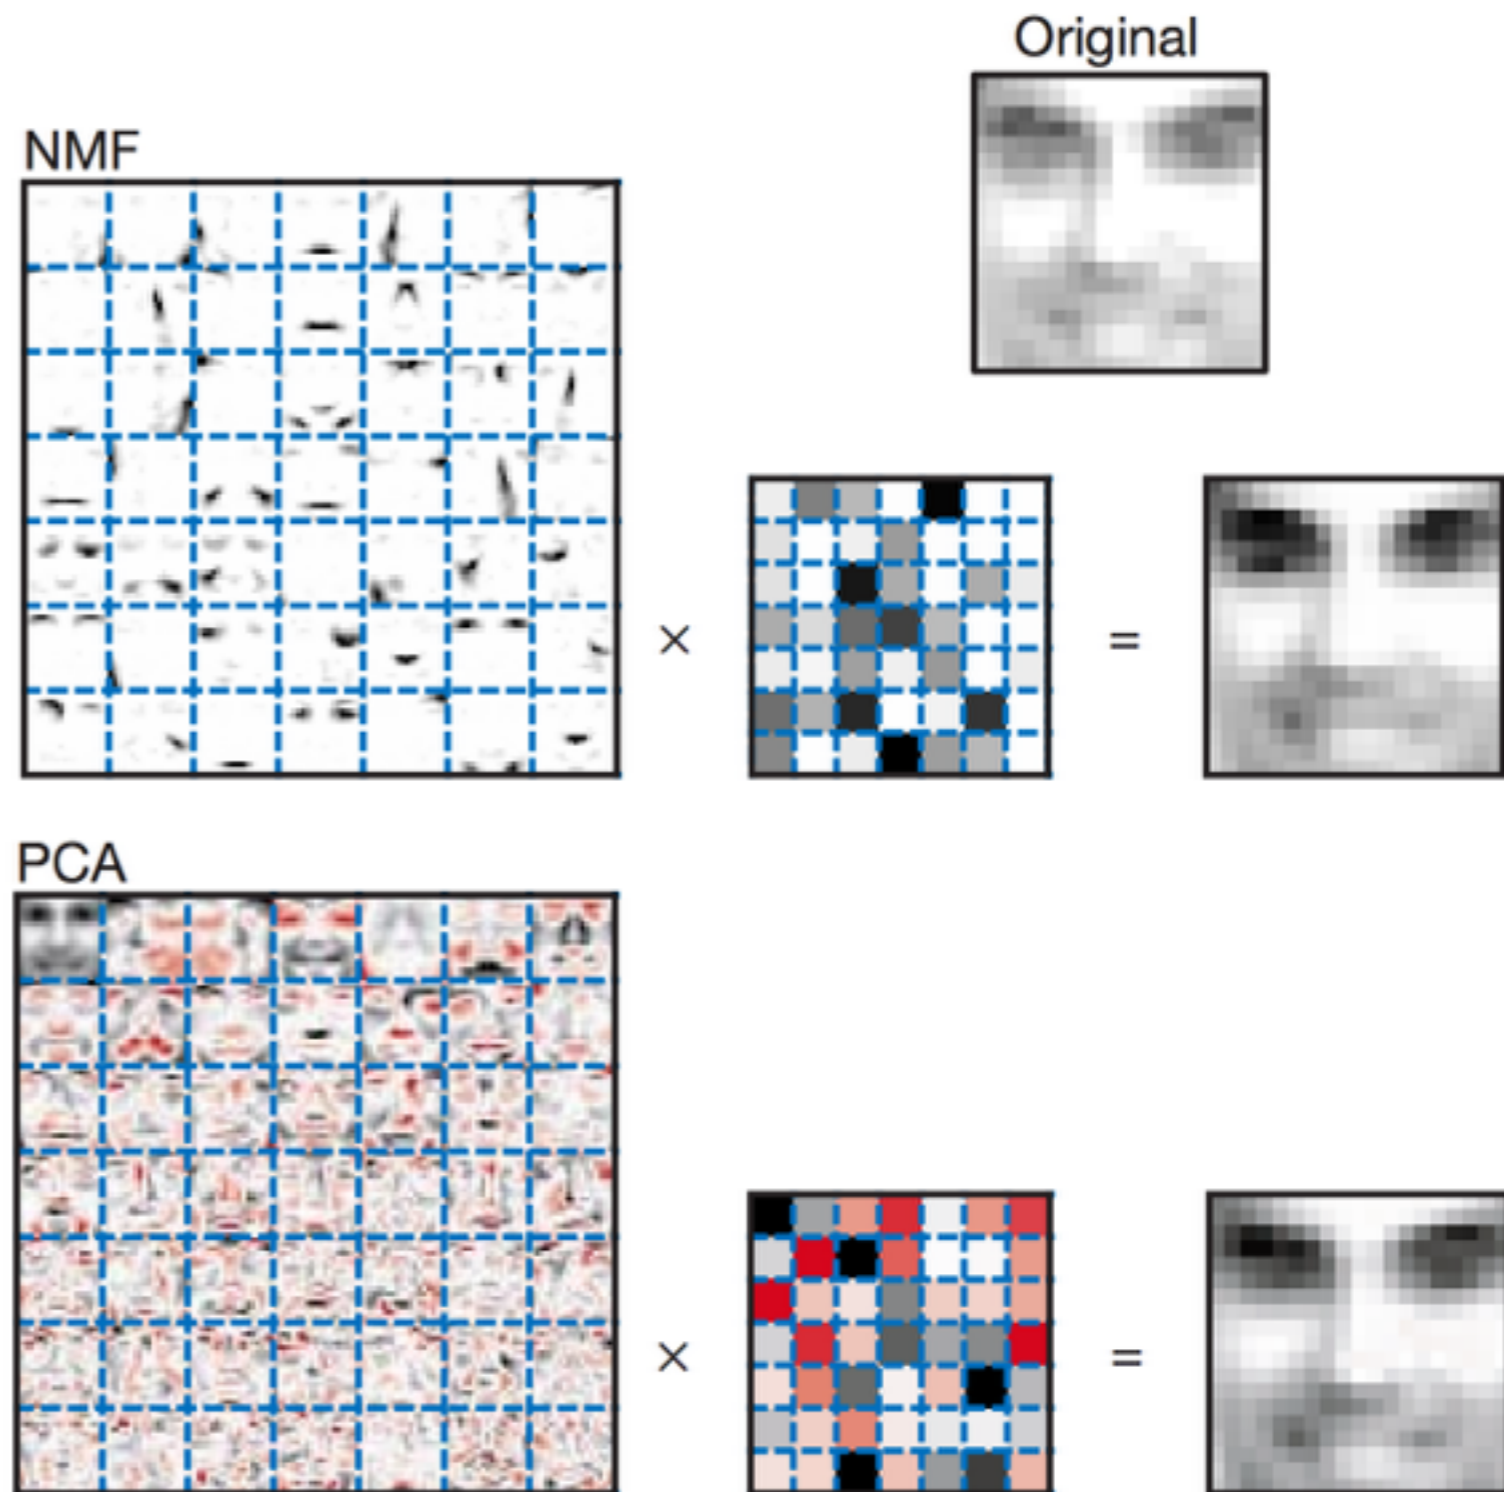 Original
NMF
×
=
PCA
×
=